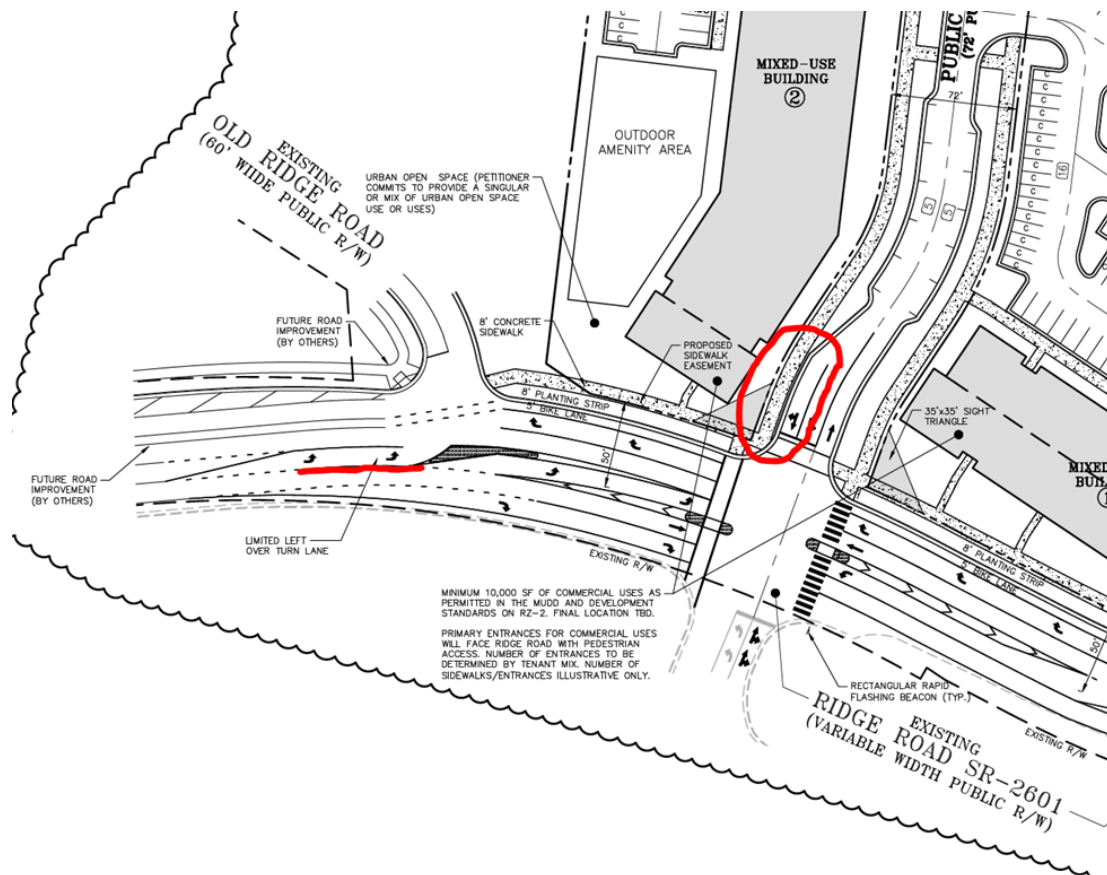 PUBLIC
(72' PU
72'
MIXED-USE
BUILDING
2
OUTDOOR
AMENITY AREA
EXISTING
OLD RIDGE ROAD
(60' WIIDE PUBLIC R/W)
URBAN OPEN SPACE (PETITIONER
COMMITS TO PROVIDE A SINGULAR
OR MIX OF URBAN OPEN SPACE
USE OR USES)
5
5
16
C
C
C
C
C
C
C
C
C
C
C
C
C
C
FUTURE ROAD
IMPROVEMENT
(BY OTHERS)
8' CONCRETE
SIDEWALK
PROPOSED
SIDEWALK
EASEMENT
8' PLANTING STRIP
5' BIKE LANE
50'
35'x35' SIGHT
TRIANGLE
MIXED
BUIL
FUTURE ROAD
IMPROVEMENT
(BY OTHERS)
LIMITED LEFT
OVER TURN LANE
EXISTING R/W
8' PLANTING STRIP
5' BIKE LANE
50'
MINIMUM 10,000 SF OF COMMERCIAL USES AS
PERMITTED IN THE MUDD AND DEVELOPMENT
STANDARDS ON RZ-2. FINAL LOCATION TBD.
PRIMARY ENTRANCES FOR COMMERCIAL USES
WILL FACE RIDGE ROAD WITH PEDESTRIAN
ACCESS. NUMBER OF ENTRANCES TO BE
DETERMINED BY TENANT MIX. NUMBER OF
SIDEWALKS/ENTRANCES ILLUSTRATIVE ONLY.
RECTANGULAR RAPID
FLASHING BEACON (TYP.)
EXISTING
RIDGE ROAD SR-2601
(VARIABLE WIDTH PUBLIC R/W)
EXISTING R/W